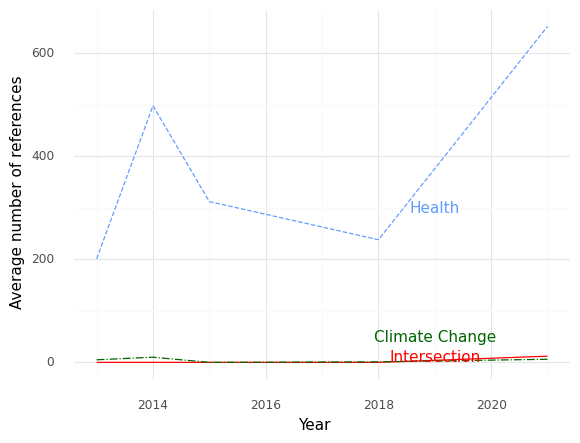 600
400
200
0
Health
Climate Change
Intersection
2014 2016 2018 2020
Year
Average number of references